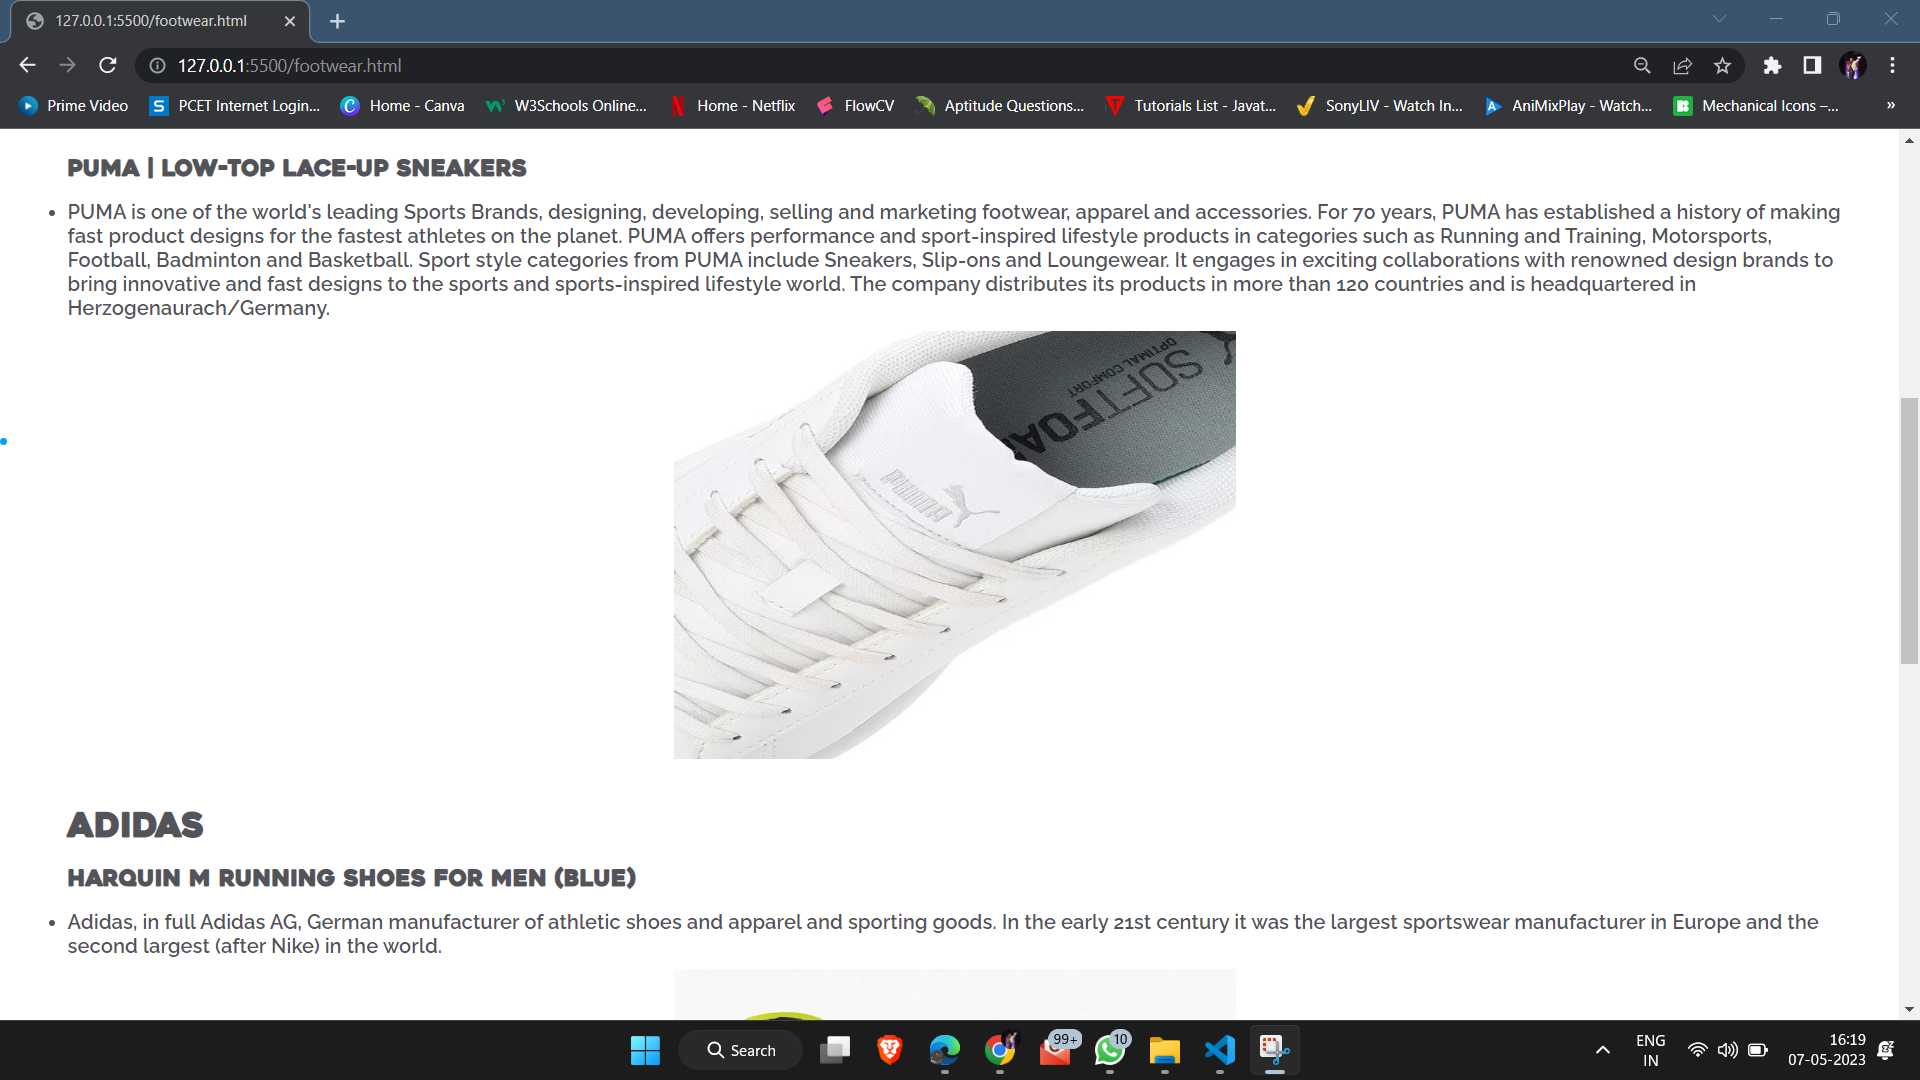 127.0.0.1:5500/footwear.html
127.0.0.1:5500/footwear.html
Prime Video
S PCET Internet Login...
C Home - Canva
W3Schools Online...
N Home - Netflix
FlowCV
Aptitude Questions...
Tutorials List - Javat...
SonyLIV - Watch In...
AniMixPlay - Watch...
Mechanical Icons –...
»
PUMA | LOW-TOP LACE-UP SNEAKERS
• PUMA is one of the world's leading Sports Brands, designing, developing, selling and marketing footwear, apparel and accessories. For 70 years, PUMA has established a history of making
fast product designs for the fastest athletes on the planet. PUMA offers performance and sport-inspired lifestyle products in categories such as Running and Training, Motorsports,
Football, Badminton and Basketball. Sport style categories from PUMA include Sneakers, Slip-ons and Loungewear. It engages in exciting collaborations with renowned design brands to
bring innovative and fast designs to the sports and sports-inspired lifestyle world. The company distributes its products in more than 120 countries and is headquartered in
Herzogenaurach/Germany.
OPTIMAL COMFORT
SOFTFOA
PUMA
ADIDAS
HARQUIN M RUNNING SHOES FOR MEN (BLUE)
• Adidas, in full Adidas AG, German manufacturer of athletic shoes and apparel and sporting goods. In the early 21st century it was the largest sportswear manufacturer in Europe and the
second largest (after Nike) in the world.
Search
99+
10
ENG
IN
16:19
07-05-2023